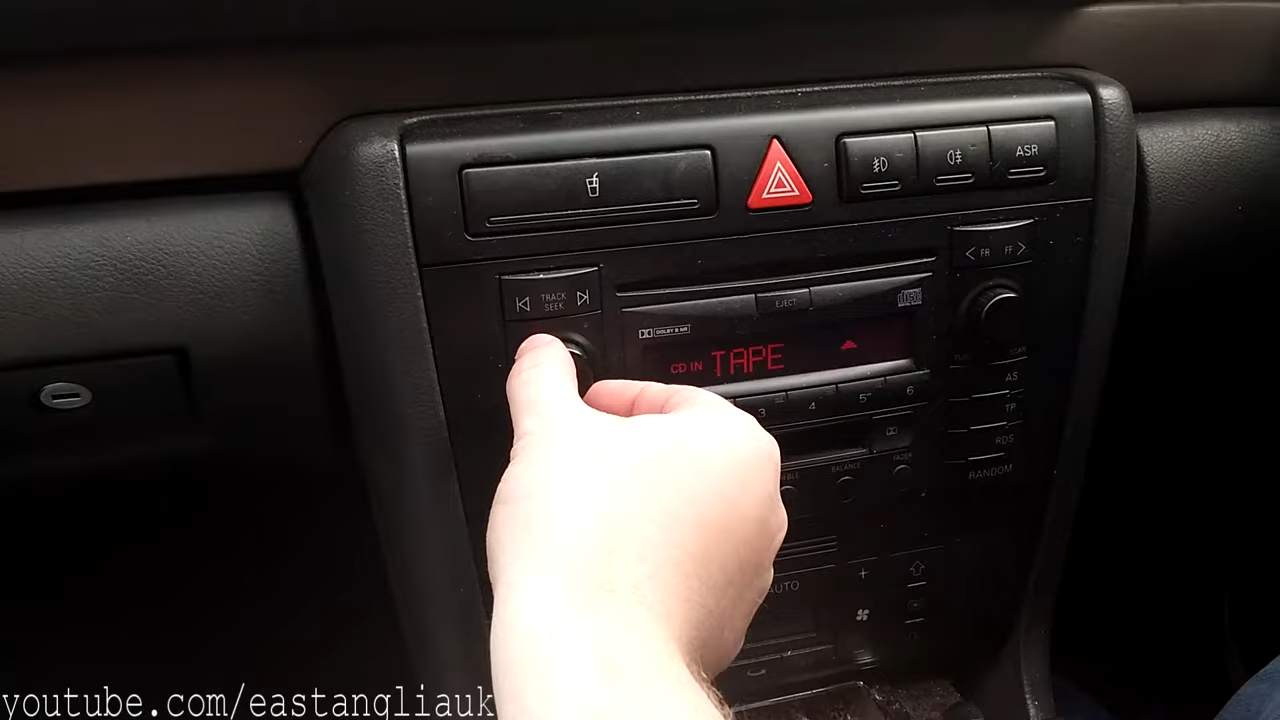 ASR
FR FF
TRACK
SEEK
EJECT
DOLBY B NR
CD IN TAPE
3 4 5 6
AS
TP
RDS
RANDOM
BALANCE
FADER
SCAN
AUTO
+
youtube.com/eastangliauk